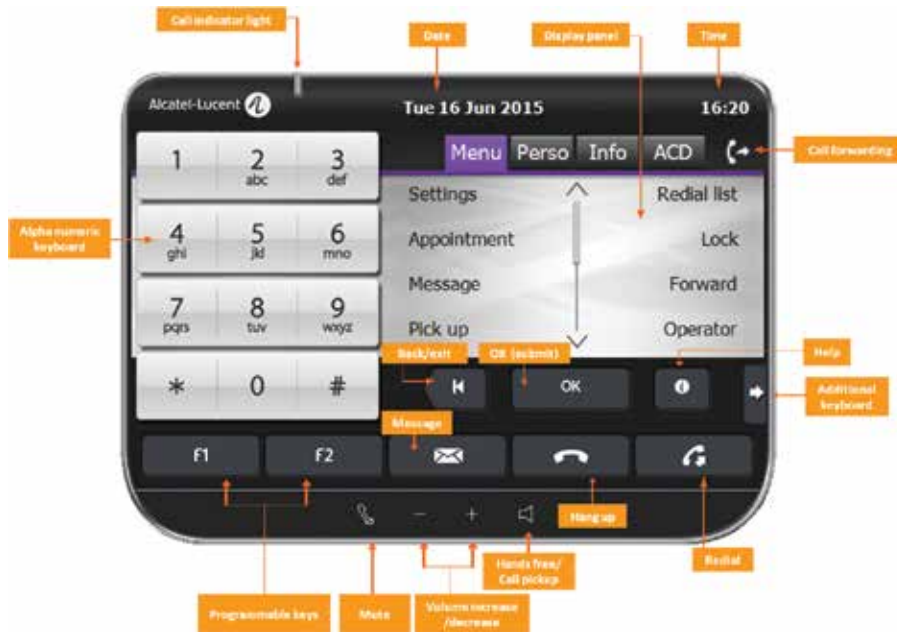 Call indicator light
Date
Display panel
Time
Alcatel-Lucent
Tue 16 Jun 2015
16:20
Menu Perso Info ACD
Call forwarding
1 2 3
abc def
Settings Redial list
Alpha numeric
keyboard
4 5 6
ghi jkl mno
Appointment Lock
Message Forward
7 8 9
pqrs tuv wxyz
Pick up Operator
Back/exit
OK (submit)
Help
* 0 #
OK
Additional
keyboard
Message
F1 F2
- +
Hang up
Hands free/
Call pickup
Redial
Programmable keys
Mute
Volume increase
/decrease